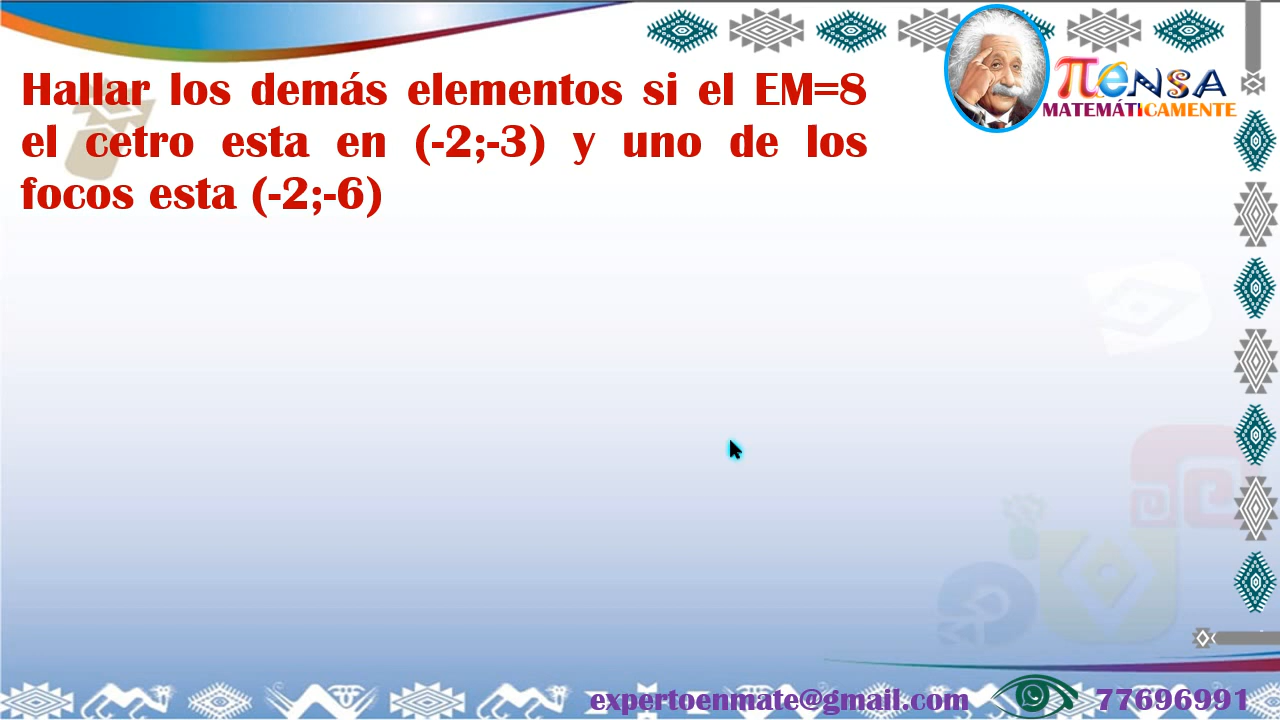 Hallar los demás elementos si el EM=8
el cetro esta en (-2;-3) y uno de los
focos esta (-2;-6)
πeNSA
MATEMÁTICAMENTE
expertoenmate@gmail.com 77696991